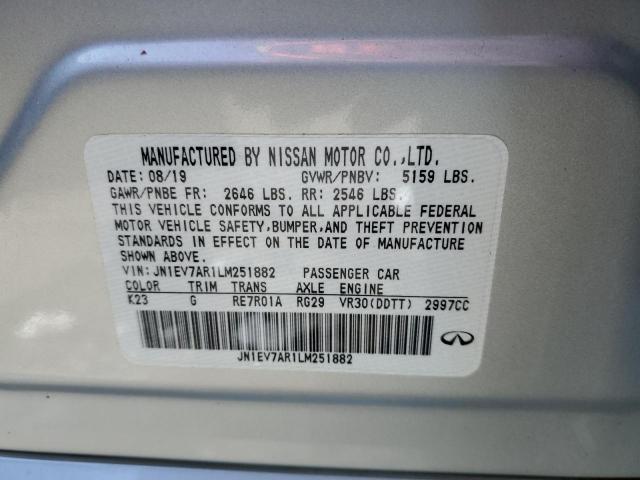 MANUFACTURED BY NISSAN MOTOR CO.,LTD.
DATE: 08/19 GVWR/PNBV: 5159 LBS.
GAWR/PNBE FR: 2646 LBS. RR: 2546 LBS.
THIS VEHICLE CONFORMS TO ALL APPLICABLE FEDERAL
MOTOR VEHICLE SAFETY,BUMPER,AND THEFT PREVENTION
STANDARDS IN EFFECT ON THE DATE OF MANUFACTURE
SHOWN ABOVE.
VIN:JN1EV7AR1LM251882 PASSENGER CAR
COLOR TRIM TRANS AXLE ENGINE
K23 G RE7R01A RG29 VR30(DDTT) 2997CC
JN1EV7AR1LM251882